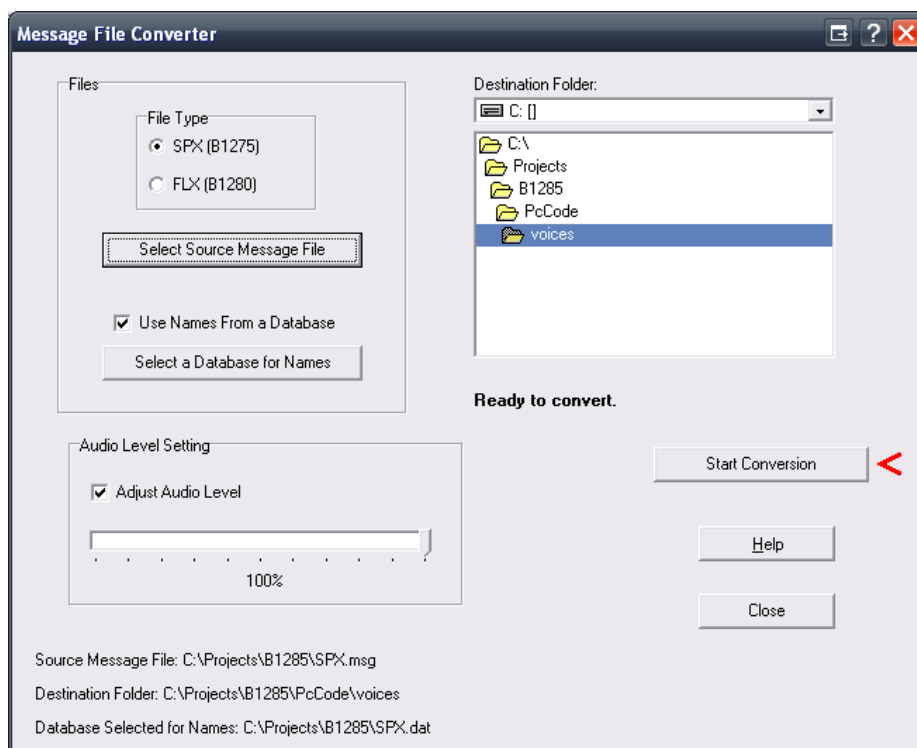 Message File Converter
Files
File Type
SPX (B1275)
FLX (B1280)
Select Source Message File
Use Names From a Database
Select a Database for Names
Destination Folder:
C: []
C:\
Projects
B1285
PcCode
voices
Ready to convert.
Audio Level Setting
Adjust Audio Level
100%
Start Conversion <
Help
Close
Source Message File: C:\Projects\B1285\SPX.msg
Destination Folder: C:\Projects\B1285\PcCode\voices
Database Selected for Names: C:\Projects\B1285\SPX.dat